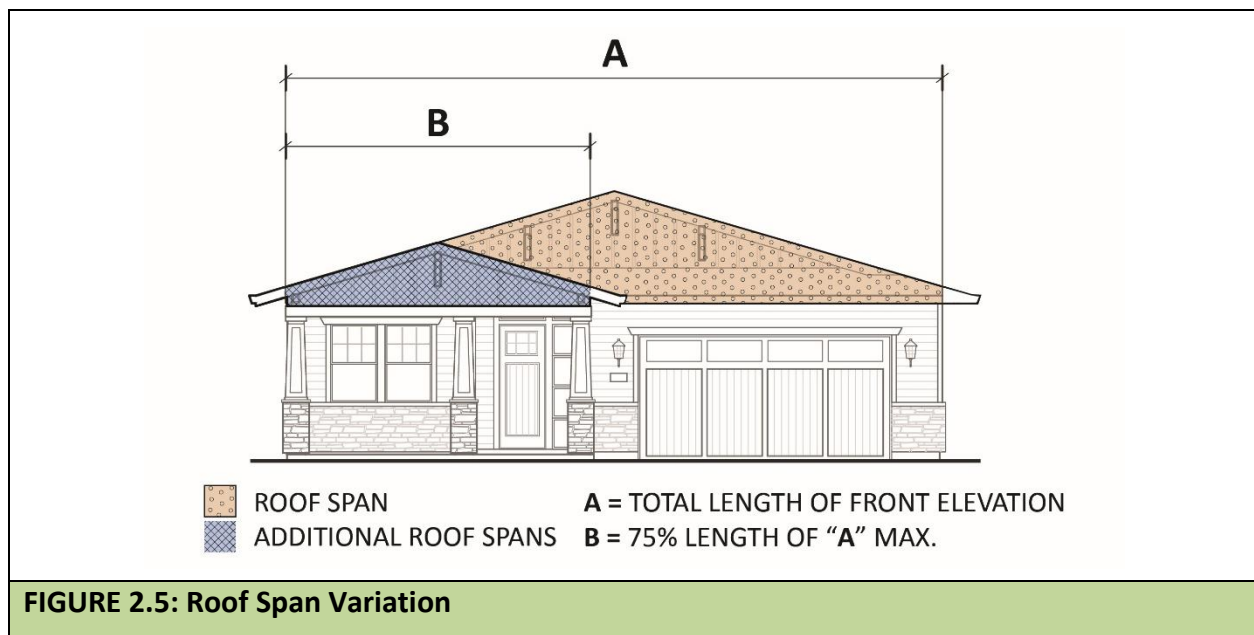 A
B
ROOF SPAN A = TOTAL LENGTH OF FRONT ELEVATION
ADDITIONAL ROOF SPANS B = 75% LENGTH OF “A” MAX.
FIGURE 2.5: Roof Span Variation